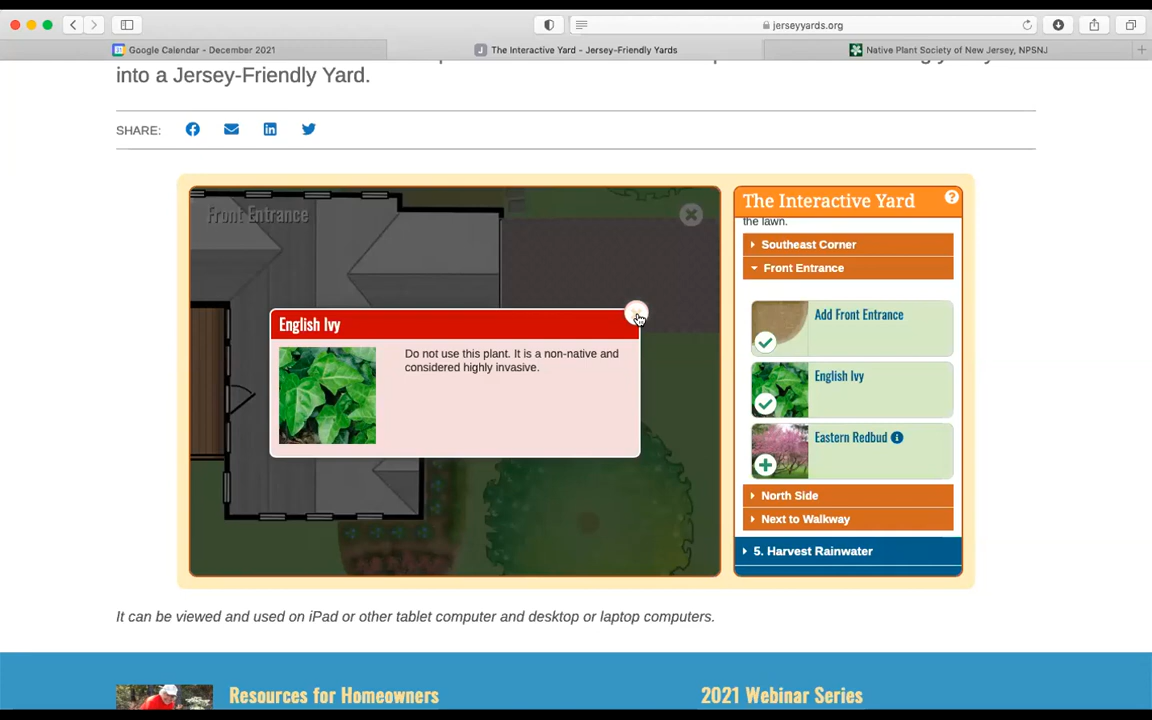 jerseyyards.org
Google Calendar - December 2021
The Interactive Yard - Jersey-Friendly Yards
Native Plant Society of New Jersey, NPSNJ
into a Jersey-Friendly Yard.
SHARE:
Front Entrance
English Ivy
Do not use this plant. It is a non-native and
considered highly invasive.
The Interactive Yard
?
the lawn.
Southeast Corner
Front Entrance
Add Front Entrance
English Ivy
Eastern Redbud
North Side
Next to Walkway
5. Harvest Rainwater
It can be viewed and used on iPad or other tablet computer and desktop or laptop computers.
Resources for Homeowners
2021 Webinar Series